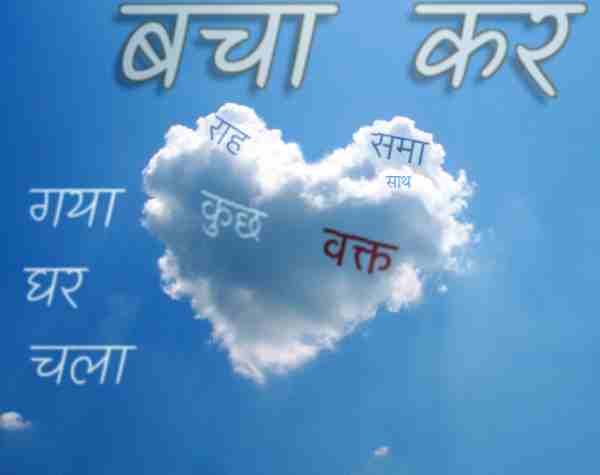 बचा कर
राह समा
साथ
गया कुछ वक्त
घर
चला